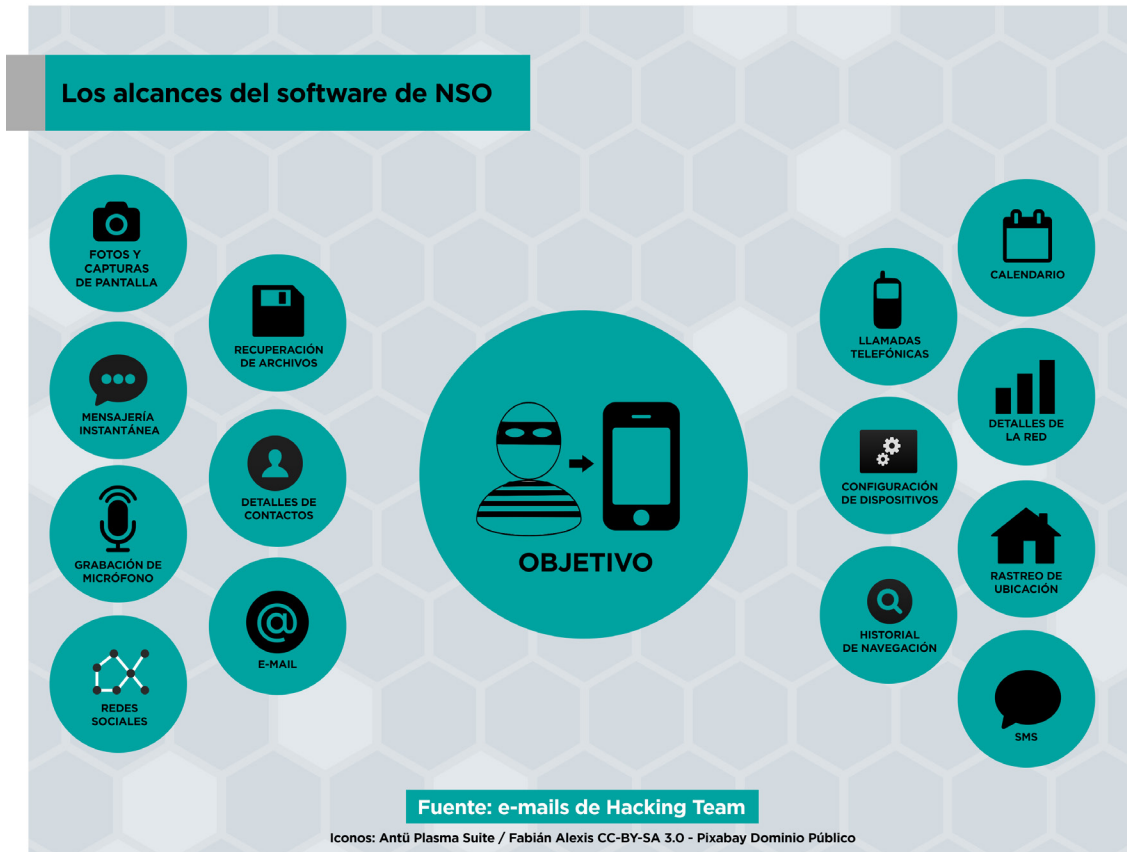 Los alcances del software de NSO
FOTOS Y
CAPTURAS
DE PANTALLA
MENSAJERÍA
INSTANTÁNEA
GRABACIÓN DE
MICRÓFONO
REDES
SOCIALES
RECUPERACIÓN
DE ARCHIVOS
DETALLES DE
CONTACTOS
@
E-MAIL
OBJETIVO
LLAMADAS
TELEFÓNICAS
CONFIGURACIÓN
DE DISPOSITIVOS
HISTORIAL
DE NAVEGACIÓN
CALENDARIO
DETALLES DE
LA RED
RASTREO DE
UBICACIÓN
SMS
Fuente: e-mails de Hacking Team
Iconos: Antü Plasma Suite / Fabián Alexis CC-BY-SA 3.0 - Pixabay Dominio Público